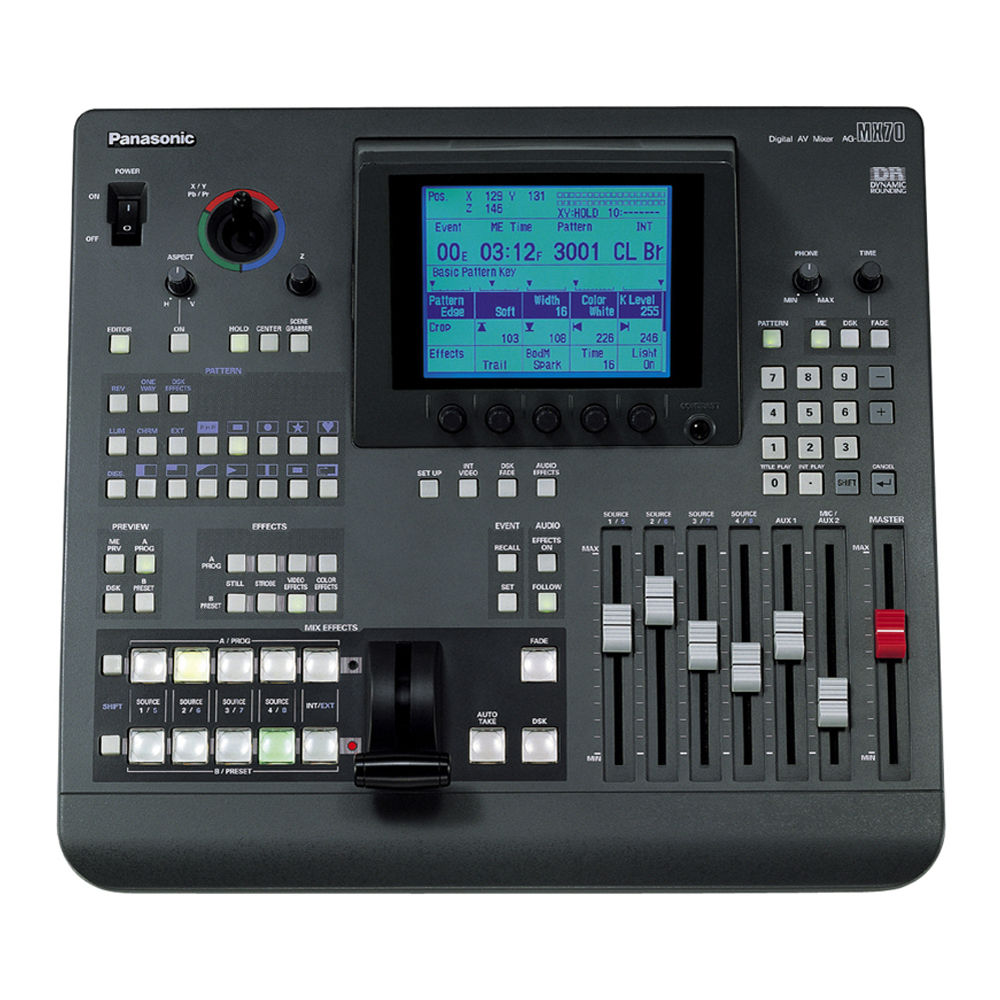 Panasonic
Digital AV Mixer AG-MX70
DR
DYNAMIC
ROUNDING
POWER
ON
OFF
X / Y
Pb / Pr
ASPECT
H V
Z
EDITOR
ON
HOLD
CENTER
SCENE
GRABBER
Pos. X 129 Y 131
Z 146
XY:HOLD 10:-------
Event ME Time Pattern INT
00E 03:12F 3001 CL Br
Basic Pattern Key
Pattern Width Color K Level
Edge Soft 16 White 255
Crop 103 108 226 246
Effects BodM Time Light
Trail Spark 16 On
CONTRAST
PHONE
MIN MAX
TIME
PATTERN
ME
DSK
FADE
7 8 9 −
4 5 6 +
1 2 3
TITLE PLAY
INT PLAY
CANCEL
0 · SHIFT
PATTERN
REV
ONE
WAY
DSK
EFFECTS
LUM
CHRM
EXT
P.P.P
DISS.
SET UP
INT
VIDEO
DSK
FADE
AUDIO
EFFECTS
PREVIEW
ME
PRV
A
PROG
DSK
B
PRESET
EFFECTS
A
PROG
STILL
STROBE
VIDEO
EFFECTS
COLOR
EFFECTS
B
PRESET
EVENT
RECALL
SET
AUDIO
EFFECTS
ON
FOLLOW
SOURCE
1 / 5
SOURCE
2 / 6
SOURCE
3 / 7
SOURCE
4 / 8
AUX 1
MIC /
AUX 2
MASTER
MAX
MAX
MIN
MIN
MIX EFFECTS
A / PROG
SHIFT
SOURCE
1 / 5
SOURCE
2 / 6
SOURCE
3 / 7
SOURCE
4 / 8
INT/EXT
B / PRESET
FADE
AUTO
TAKE
DSK